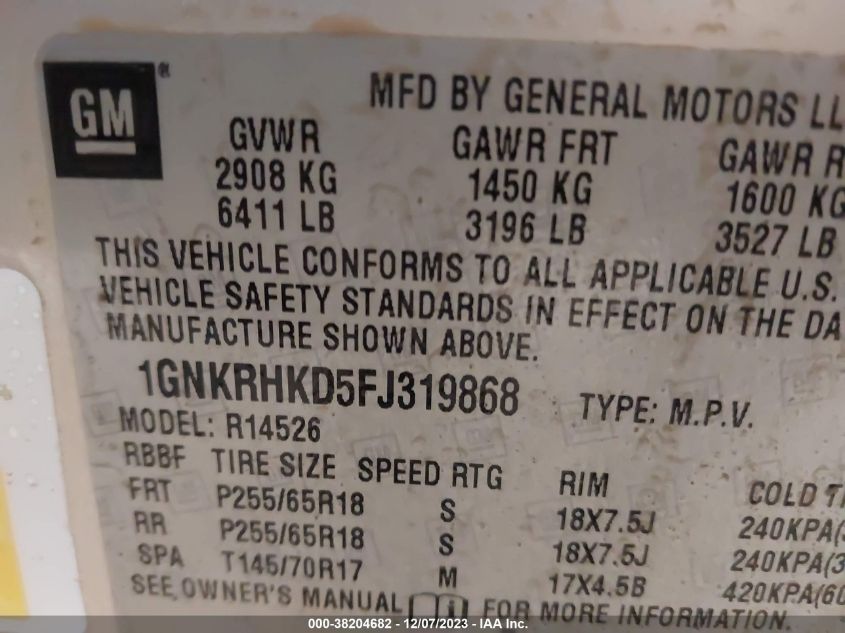 GM ®
MFD BY GENERAL MOTORS LL
GVWR GAWR FRT GAWR R
2908 KG 1450 KG 1600 KG
6411 LB 3196 LB 3527 LB
THIS VEHICLE CONFORMS TO ALL APPLICABLE U.S.
VEHICLE SAFETY STANDARDS IN EFFECT ON THE DA
MANUFACTURE SHOWN ABOVE.
1GNKRHKD5FJ319868 TYPE: M.P.V.
MODEL: R14526
RBBF TIRE SIZE SPEED RTG RIM COLD TI
FRT P255/65R18 S 18X7.5J 240KPA(3
RR P255/65R18 S 18X7.5J 240KPA(3
SPA T145/70R17 M 17X4.5B 420KPA(60
SEE OWNER'S MANUAL FOR MORE INFORMATION.
000-38204682 - 12/07/2023 - IAA, Inc.